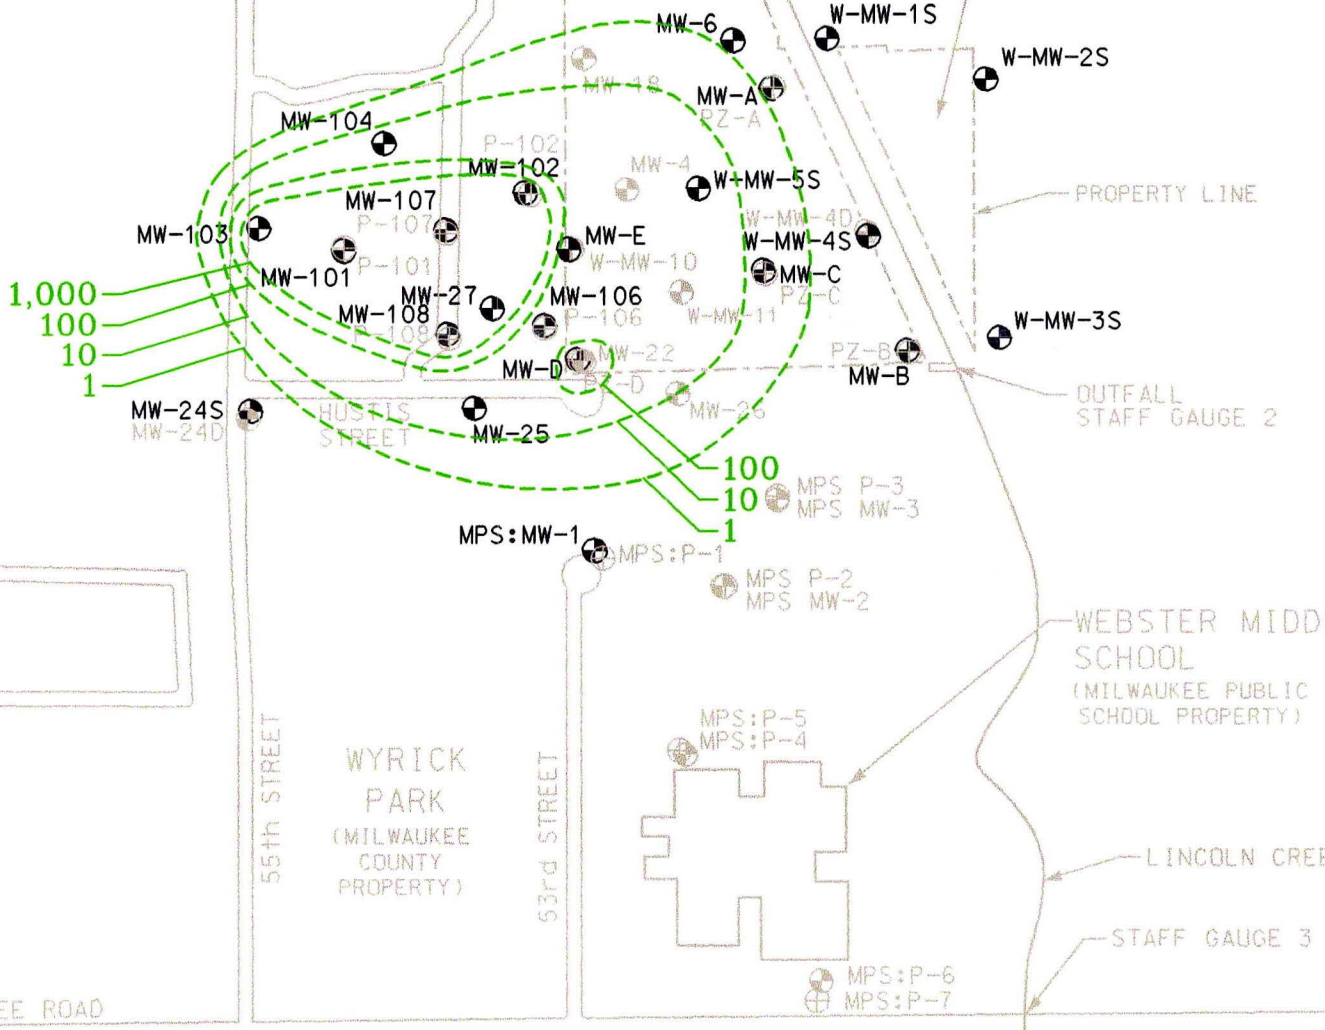 MW-6
W-MW-1S
W-MW-2S
MW-18
MW-A
PZ-A
MW-104
P-102
MW-102
MW-4
W-MW-5S
PROPERTY LINE
MW-107
P-107
W-MW-4D
W-MW-4S
MW-103
MW-E
W-MW-10
P-101
MW-101
MW-C
PZ-C
1,000
MW-27
MW-106
100
MW-108
P-106
W-MW-11
W-MW-3S
P-108
10
MW-22
PZ-B
MW-D
PZ-D
MW-B
1
OUTFALL
STAFF GAUGE 2
MW-24S
MW-24D
HUSTIS
STREET
MW-26
MW-25
100
10
1
MPS P-3
MPS MW-3
MPS:MW-1
MPS:P-1
MPS P-2
MPS MW-2
WEBSTER MIDD
SCHOOL
(MILWAUKEE PUBLIC
SCHOOL PROPERTY)
MPS:P-5
MPS:P-4
55th STREET
WYRICK
PARK
(MILWAUKEE
COUNTY
PROPERTY)
53rd STREET
LINCOLN CREE
STAFF GAUGE 3
MPS:P-6
MPS:P-7
EE ROAD